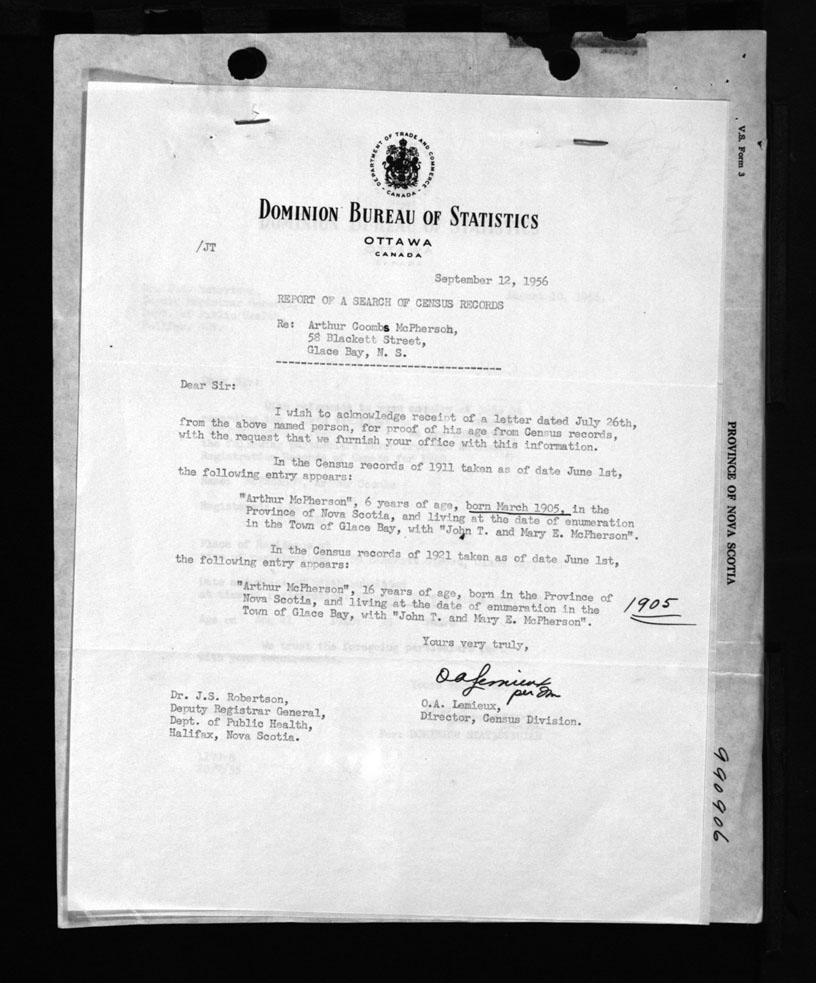 V.S. Form 3
DEPARTMENT OF TRADE AND COMMERCE
CANADA
DOMINION BUREAU OF STATISTICS
OTTAWA
CANADA
/JT
September 12, 1956
REPORT OF A SEARCH OF CENSUS RECORDS
Re: Arthur Coombs McPherson,
58 Blackett Street,
Glace Bay, N. S.
Dear Sir:
I wish to acknowledge receipt of a letter dated July 26th,
from the above named person, for proof of his age from Census records,
with the request that we furnish your office with this information.
In the Census records of 1911 taken as of date June 1st,
the following entry appears:
"Arthur McPherson", 6 years of age, born March 1905, in the
Province of Nova Scotia, and living at the date of enumeration
in the Town of Glace Bay, with "John T. and Mary E. McPherson".
In the Census records of 1921 taken as of date June 1st,
the following entry appears:
"Arthur McPherson", 16 years of age, born in the Province of
Nova Scotia, and living at the date of enumeration in the
Town of Glace Bay, with "John T. and Mary E. McPherson".
1905
Yours very truly,
O A Lemieux
per
O.A. Lemieux,
Director, Census Division.
Dr. J.S. Robertson,
Deputy Registrar General,
Dept. of Public Health,
Halifax, Nova Scotia.
PROVINCE OF NOVA SCOTIA
990906